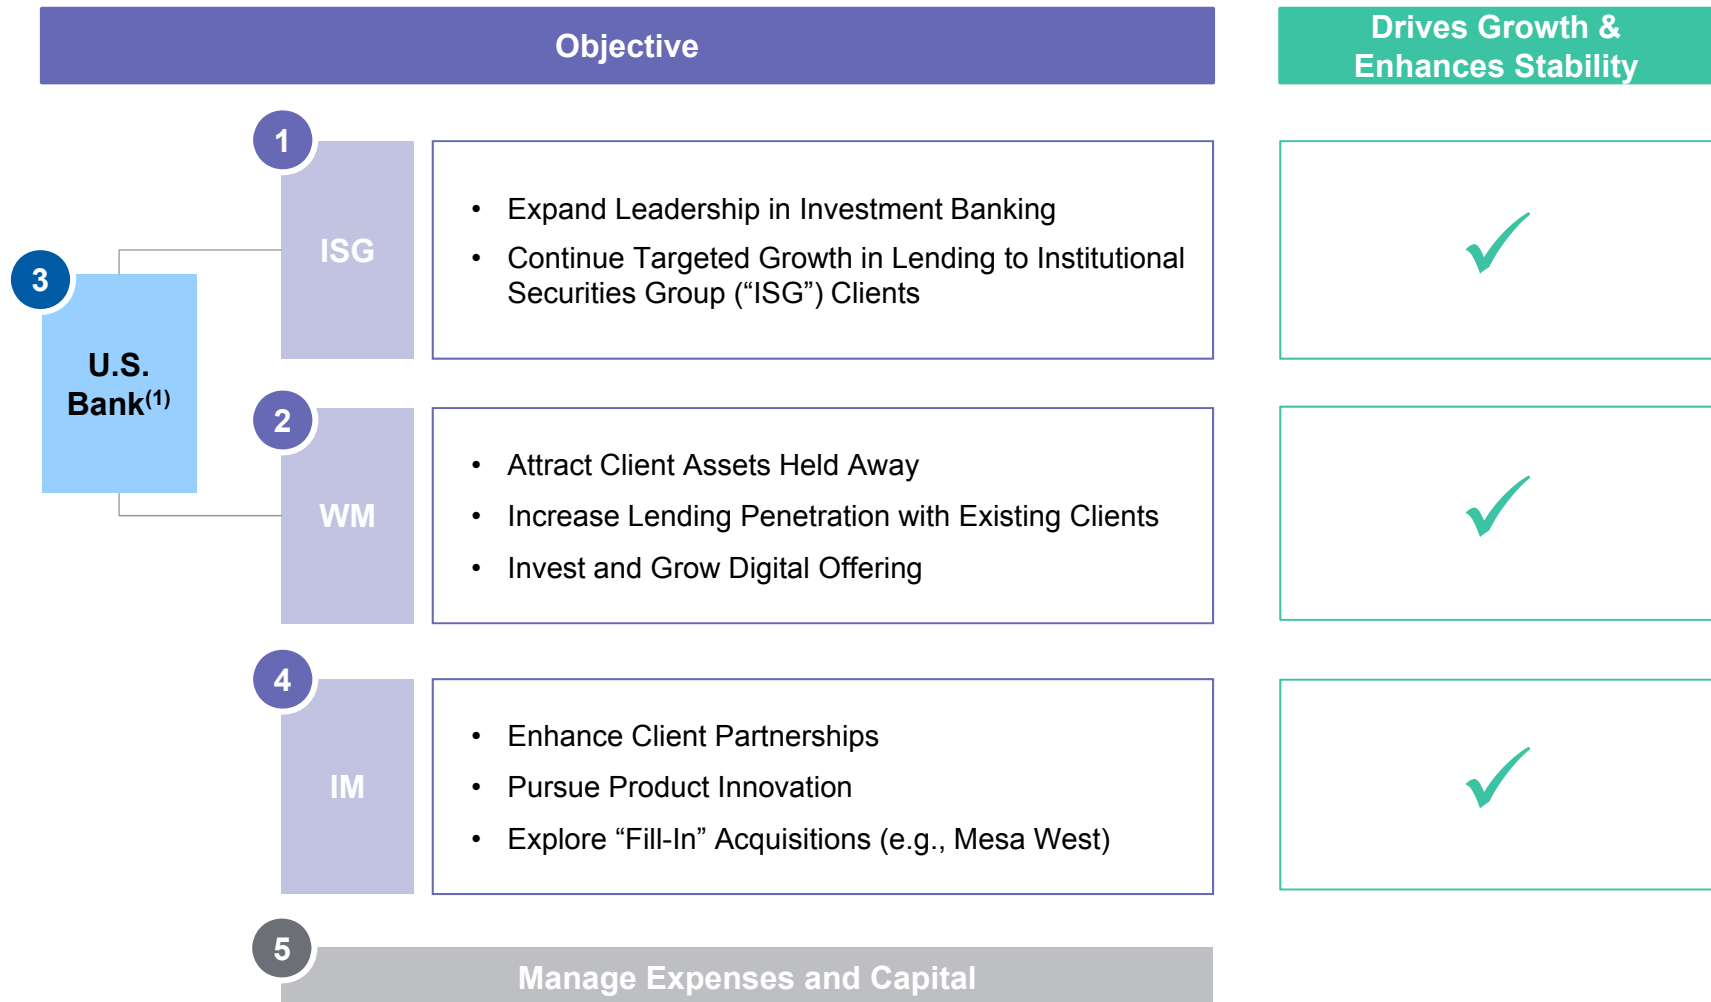 Objective
Drives Growth &
Enhances Stability
1
ISG
• Expand Leadership in Investment Banking
• Continue Targeted Growth in Lending to Institutional
Securities Group (“ISG”) Clients
3
U.S.
Bank(1)
2
WM
• Attract Client Assets Held Away
• Increase Lending Penetration with Existing Clients
• Invest and Grow Digital Offering
4
IM
• Enhance Client Partnerships
• Pursue Product Innovation
• Explore “Fill-In” Acquisitions (e.g., Mesa West)
5
Manage Expenses and Capital